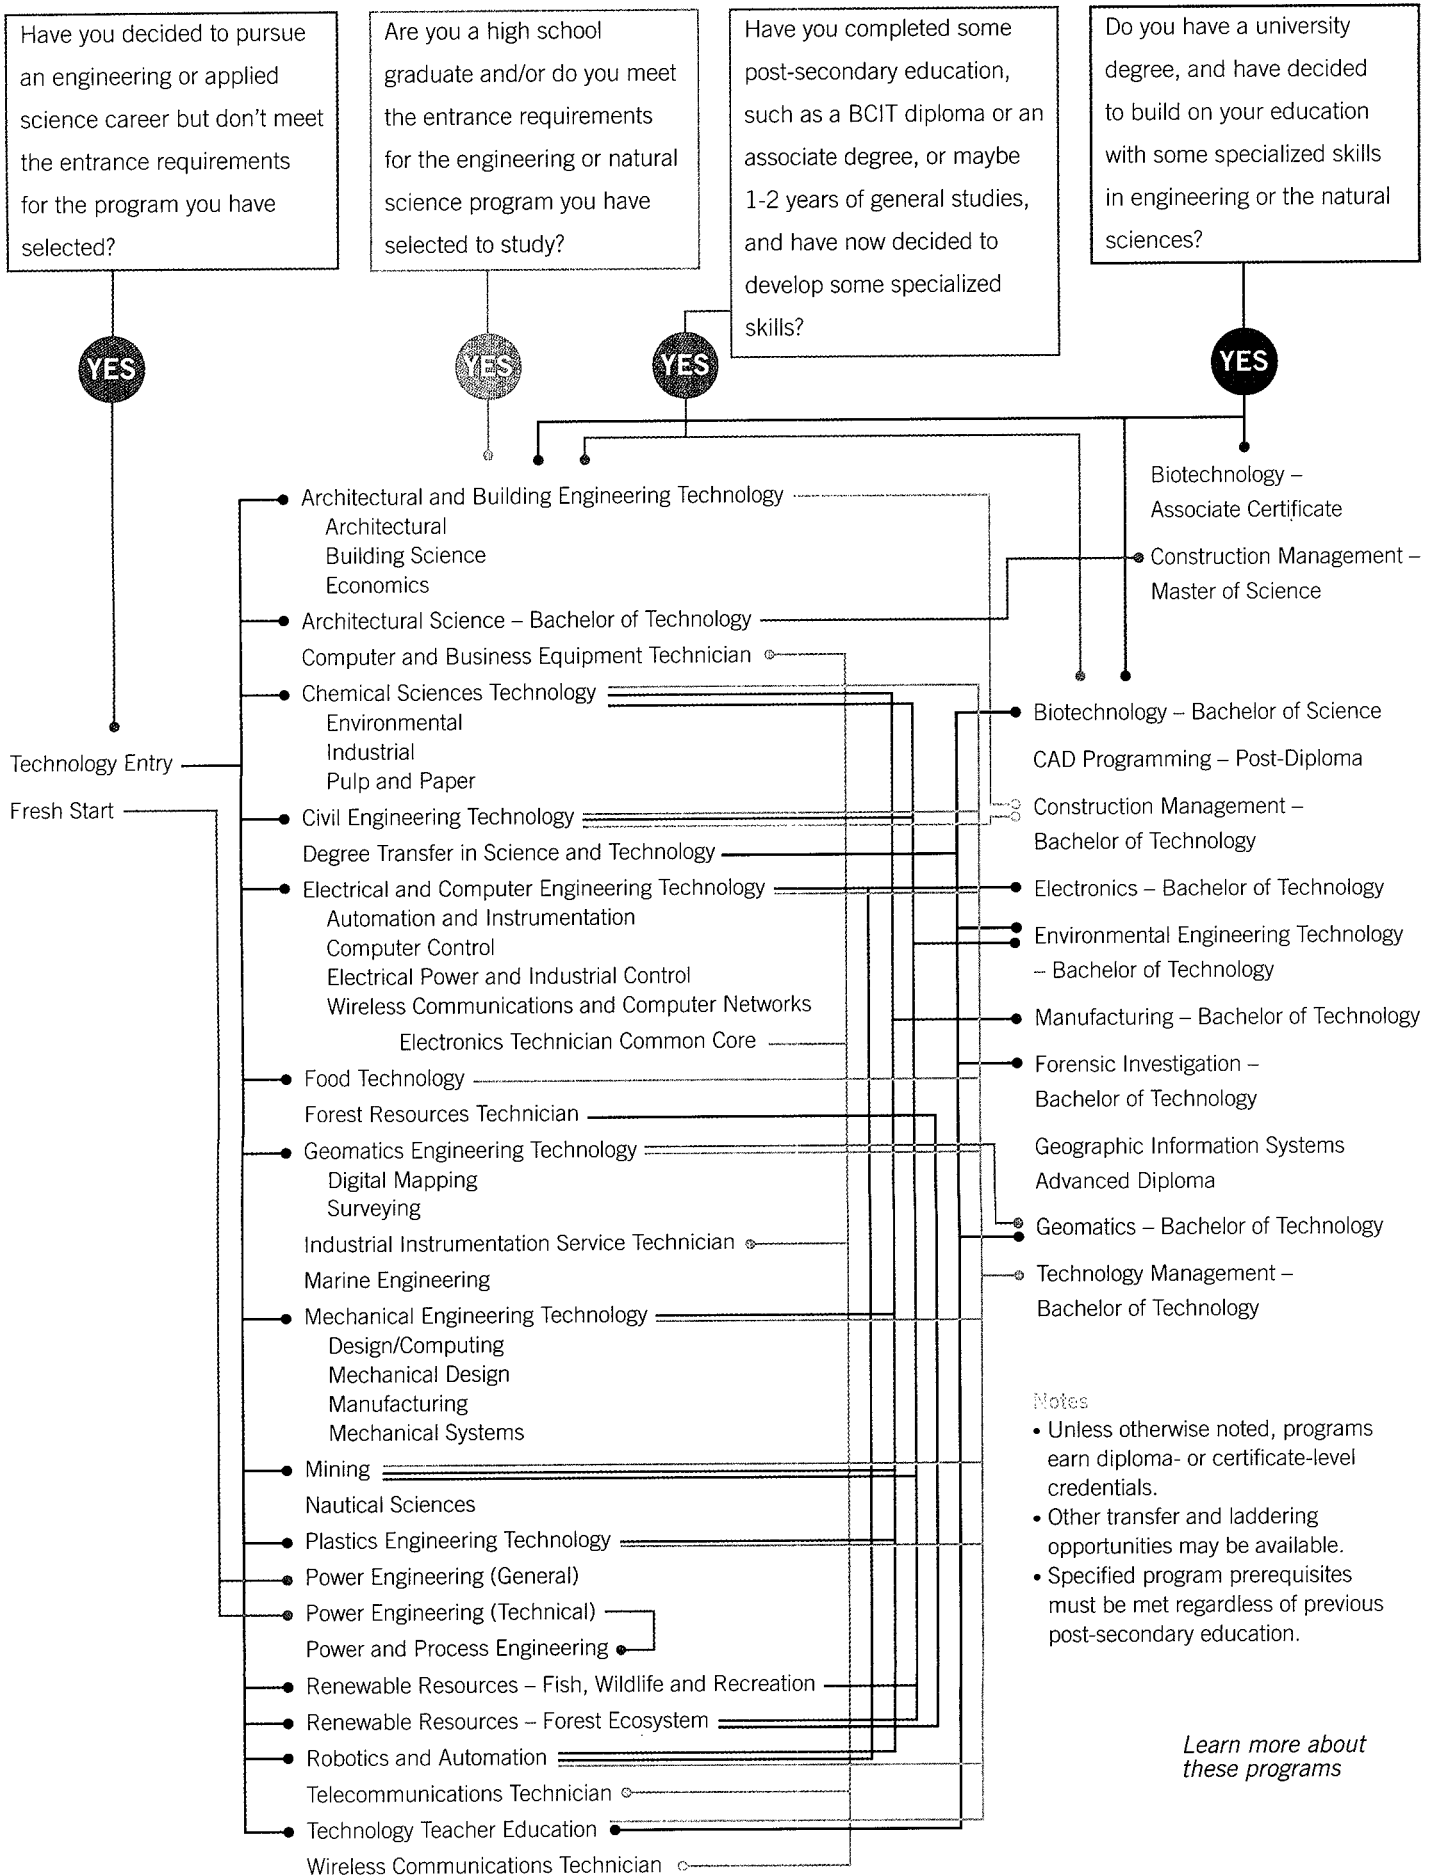 Have you decided to pursue
an engineering or applied
science career but don't meet
the entrance requirements
for the program you have
selected?
Are you a high school
graduate and/or do you meet
the entrance requirements
for the engineering or natural
science program you have
selected to study?
Have you completed some
post-secondary education,
such as a BCIT diploma or an
associate degree, or maybe
1-2 years of general studies,
and have now decided to
develop some specialized
skills?
Do you have a university
degree, and have decided
to build on your education
with some specialized skills
in engineering or the natural
sciences?
YES
YES
YES
YES
Technology Entry
Fresh Start
Architectural and Building Engineering Technology
Architectural
Building Science
Economics
Architectural Science – Bachelor of Technology
Computer and Business Equipment Technician
Chemical Sciences Technology
Environmental
Industrial
Pulp and Paper
Civil Engineering Technology
Degree Transfer in Science and Technology
Electrical and Computer Engineering Technology
Automation and Instrumentation
Computer Control
Electrical Power and Industrial Control
Wireless Communications and Computer Networks
Electronics Technician Common Core
Food Technology
Forest Resources Technician
Geomatics Engineering Technology
Digital Mapping
Surveying
Industrial Instrumentation Service Technician
Marine Engineering
Mechanical Engineering Technology
Design/Computing
Mechanical Design
Manufacturing
Mechanical Systems
Mining
Nautical Sciences
Plastics Engineering Technology
Power Engineering (General)
Power Engineering (Technical)
Power and Process Engineering
Renewable Resources – Fish, Wildlife and Recreation
Renewable Resources – Forest Ecosystem
Robotics and Automation
Telecommunications Technician
Technology Teacher Education
Wireless Communications Technician
Biotechnology –
Associate Certificate
Construction Management –
Master of Science
Biotechnology – Bachelor of Science
CAD Programming – Post-Diploma
Construction Management –
Bachelor of Technology
Electronics – Bachelor of Technology
Environmental Engineering Technology
– Bachelor of Technology
Manufacturing – Bachelor of Technology
Forensic Investigation –
Bachelor of Technology
Geographic Information Systems
Advanced Diploma
Geomatics – Bachelor of Technology
Technology Management –
Bachelor of Technology
Notes
• Unless otherwise noted, programs
earn diploma- or certificate-level
credentials.
• Other transfer and laddering
opportunities may be available.
• Specified program prerequisites
must be met regardless of previous
post-secondary education.
Learn more about
these programs